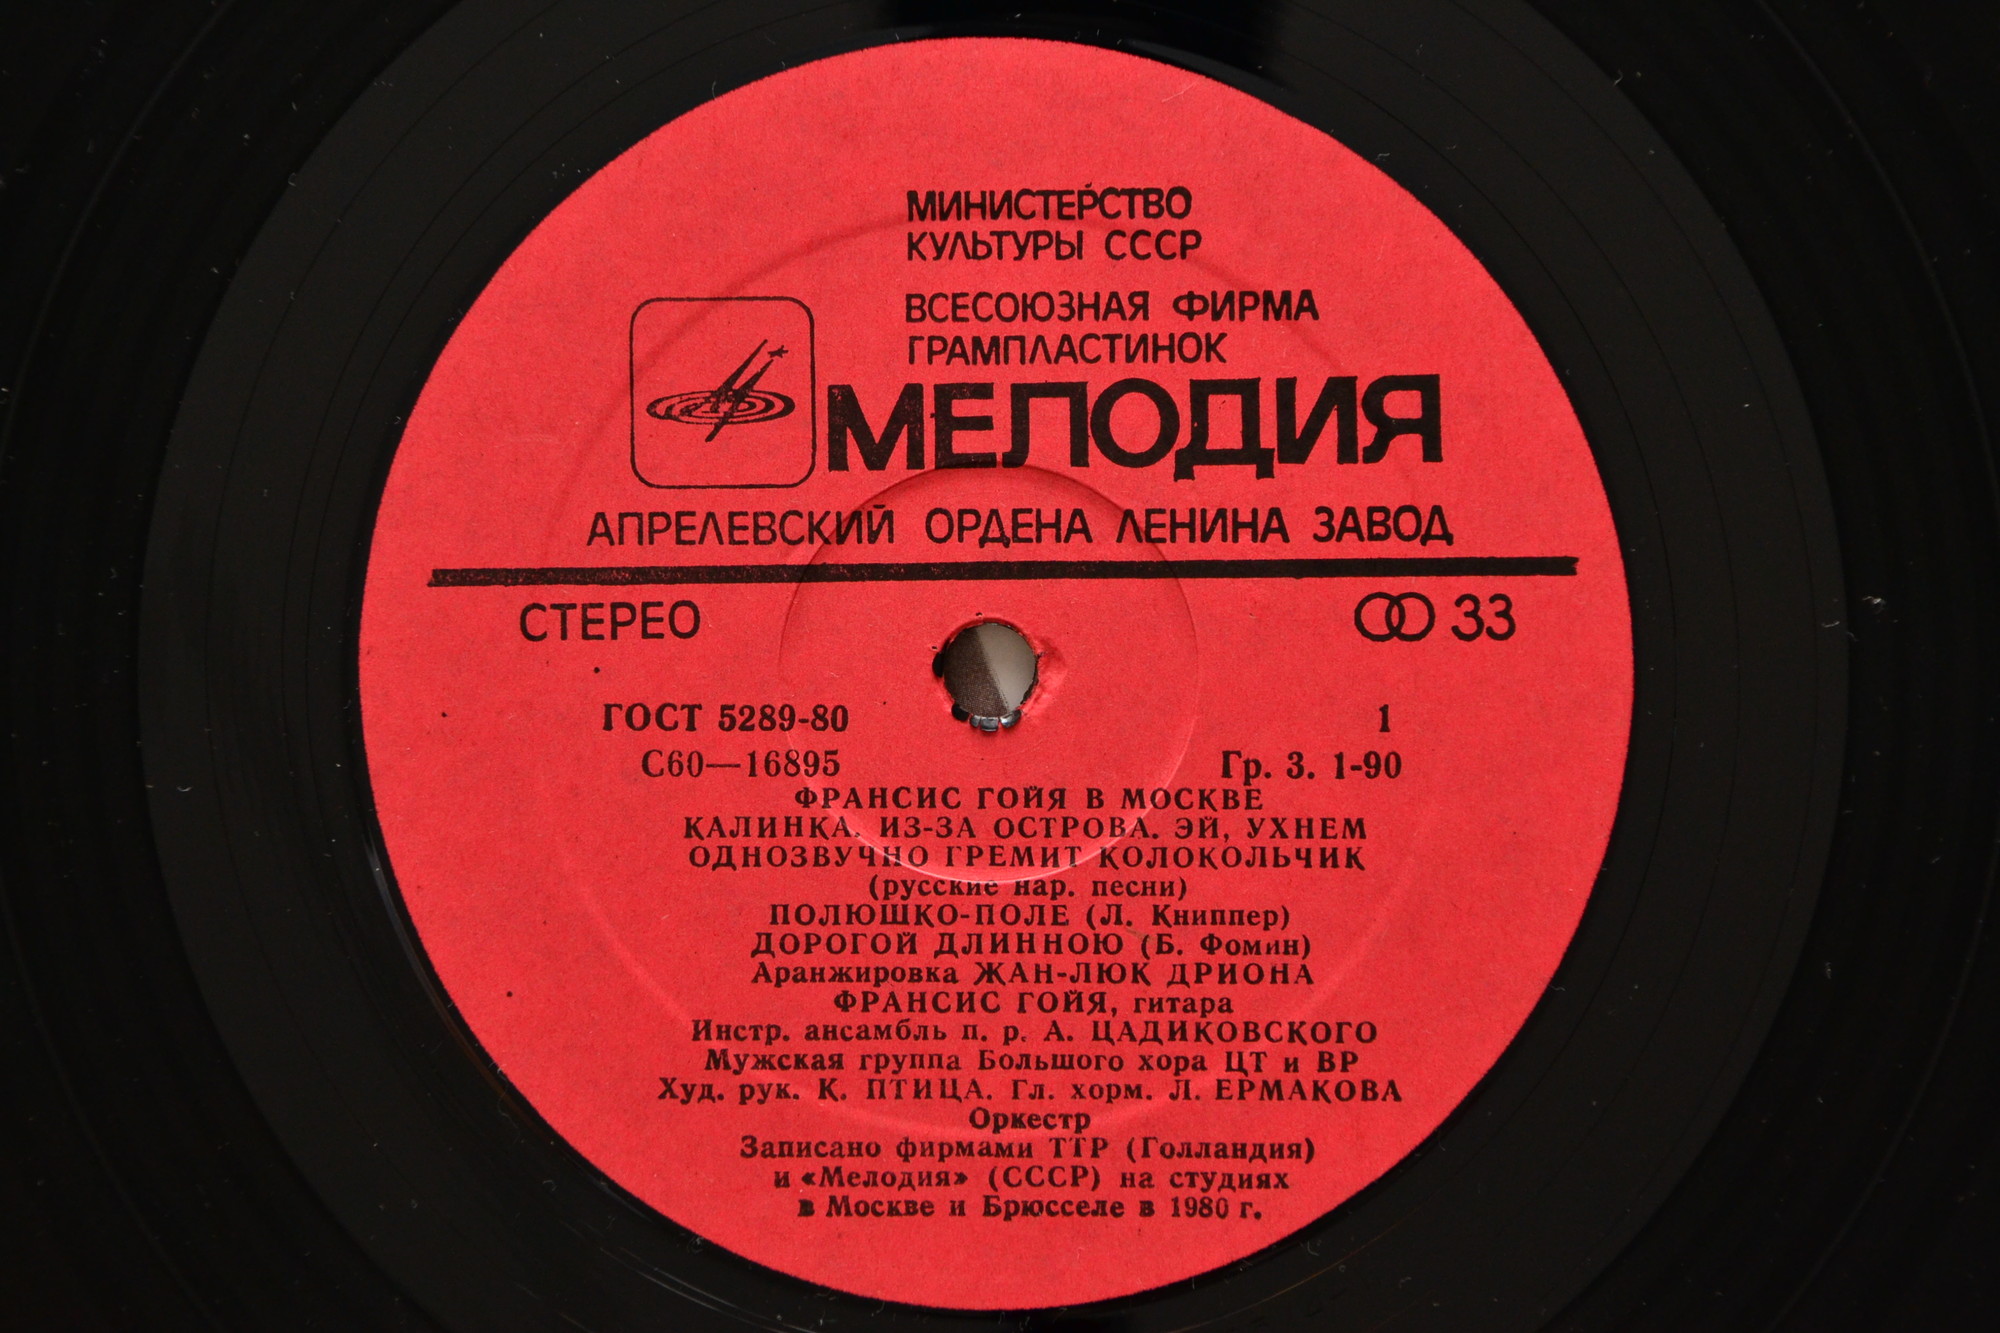 МИНИСТЕРСТВО
КУЛЬТУРЫ СССР
ВСЕСОЮЗНАЯ ФИРМА
ГРАМПЛАСТИНОК
МЕЛОДИЯ
АПРЕЛЕВСКИЙ ОРДЕНА ЛЕНИНА ЗАВОД
СТЕРЕО 33
ГОСТ 5289-80 1
С60—16895 Гр. 3. 1-90
ФРАНСИС ГОЙЯ В МОСКВЕ
КАЛИНКА. ИЗ-ЗА ОСТРОВА. ЭЙ, УХНЕМ
ОДНОЗВУЧНО ГРЕМИТ КОЛОКОЛЬЧИК
(русские нар. песни)
ПОЛЮШКО-ПОЛЕ (Л. Книппер)
ДОРОГОЙ ДЛИННОЮ (Б. Фомин)
Аранжировка ЖАН-ЛЮК ДРИОНА
ФРАНСИС ГОЙЯ, гитара
Инстр. ансамбль п. р. А. ЦАДИКОВСКОГО
Мужская группа Большого хора ЦТ и ВР
Худ. рук. К. ПТИЦА. Гл. хорм. Л. ЕРМАКОВА
Оркестр
Записано фирмами ТТР (Голландия)
и «Мелодия» (СССР) на студиях
в Москве и Брюсселе в 1980 г.